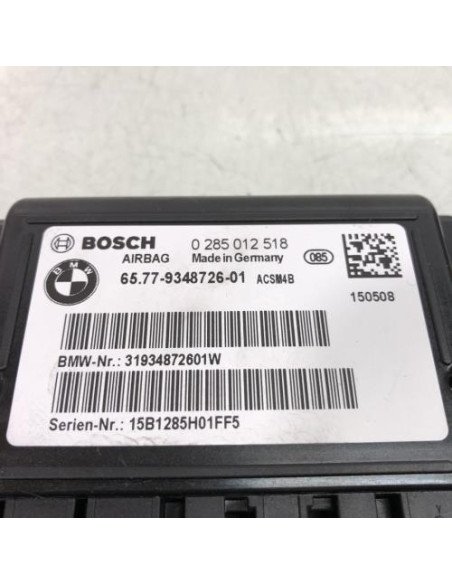 BOSCH 0 285 012 518
AIRBAG Made in Germany 085
BMW 65.77-9348726-01 ACSM4B
150508
BMW-Nr.: 31934872601W
Serien-Nr.: 15B1285H01FF5